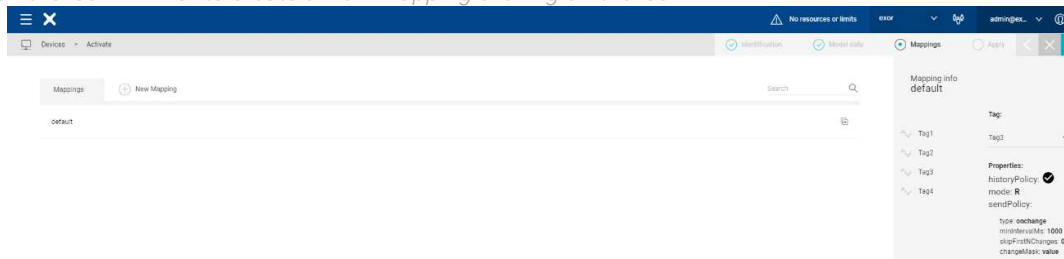 No resources or limits exor admin@ex...
Devices > Activate Identification Model data Mappings Apply
Mappings New Mapping Search
default
Mapping info
default
Tag1
Tag2
Tag3
Tag4
Tag:
Tag3
Properties:
historyPolicy:
mode: R
sendPolicy:
type: onchange
minIntervalMs: 1000
skipFirstNChanges: 0
changeMask: value